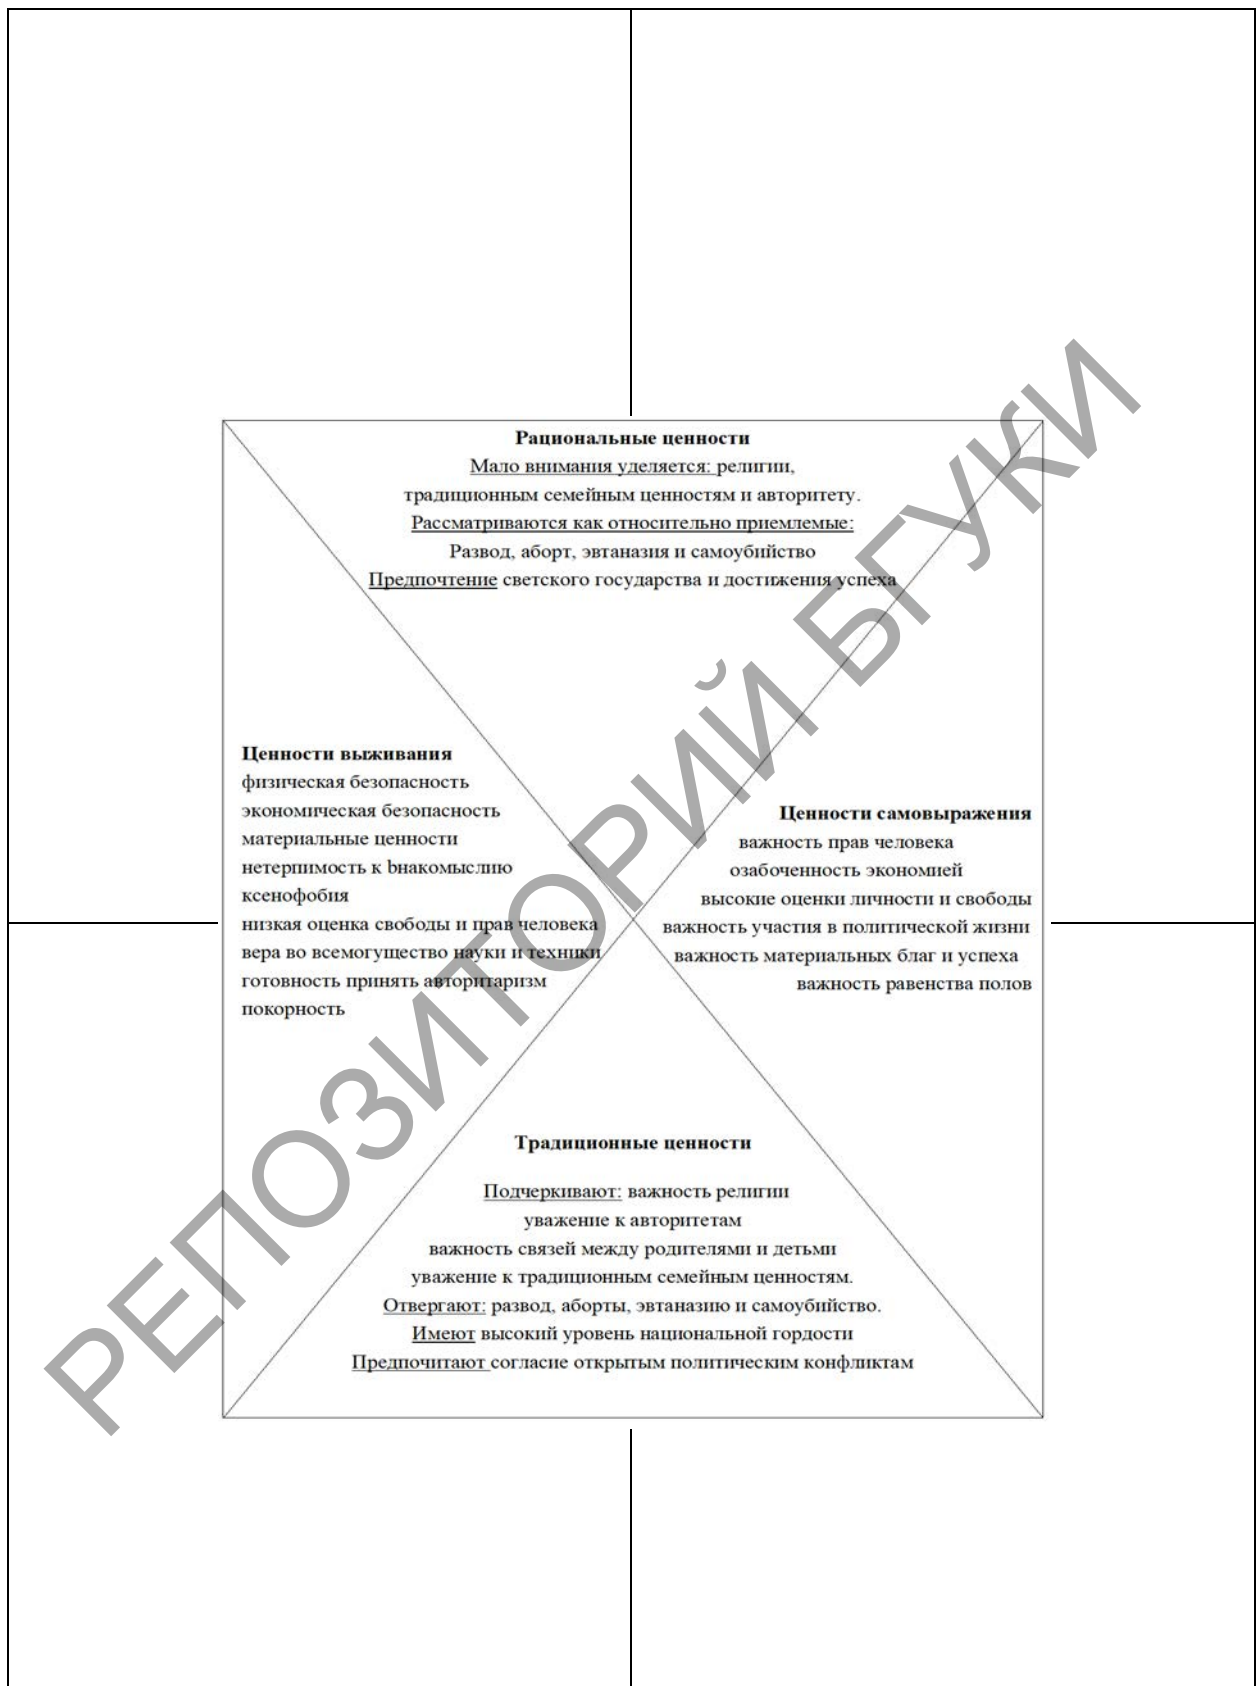 Рациональные ценности
Мало внимания уделяется: религии,
традиционным семейным ценностям и авторитету.
Рассматриваются как относительно приемлемые:
Развод, аборт, эвтаназия и самоубийство
Предпочтение светского государства и достижения успеха
Ценности выживания
физическая безопасность
экономическая безопасность
материальные ценности
нетерпимость к bнакомыслию
ксенофобия
низкая оценка свободы и прав человека
вера во всемогущество науки и техники
готовность принять авторитаризм
покорность
Ценности самовыражения
важность прав человека
озабоченность экономией
высокие оценки личности и свободы
важность участия в политической жизни
важность материальных благ и успеха
важность равенства полов
Традиционные ценности
Подчеркивают: важность религии
уважение к авторитетам
важность связей между родителями и детьми
уважение к традиционным семейным ценностям.
Отвергают: развод, аборты, эвтаназию и самоубийство.
Имеют высокий уровень национальной гордости
Предпочитают согласие открытым политическим конфликтам
РЕПОЗИТОРИЙ БГУКИ